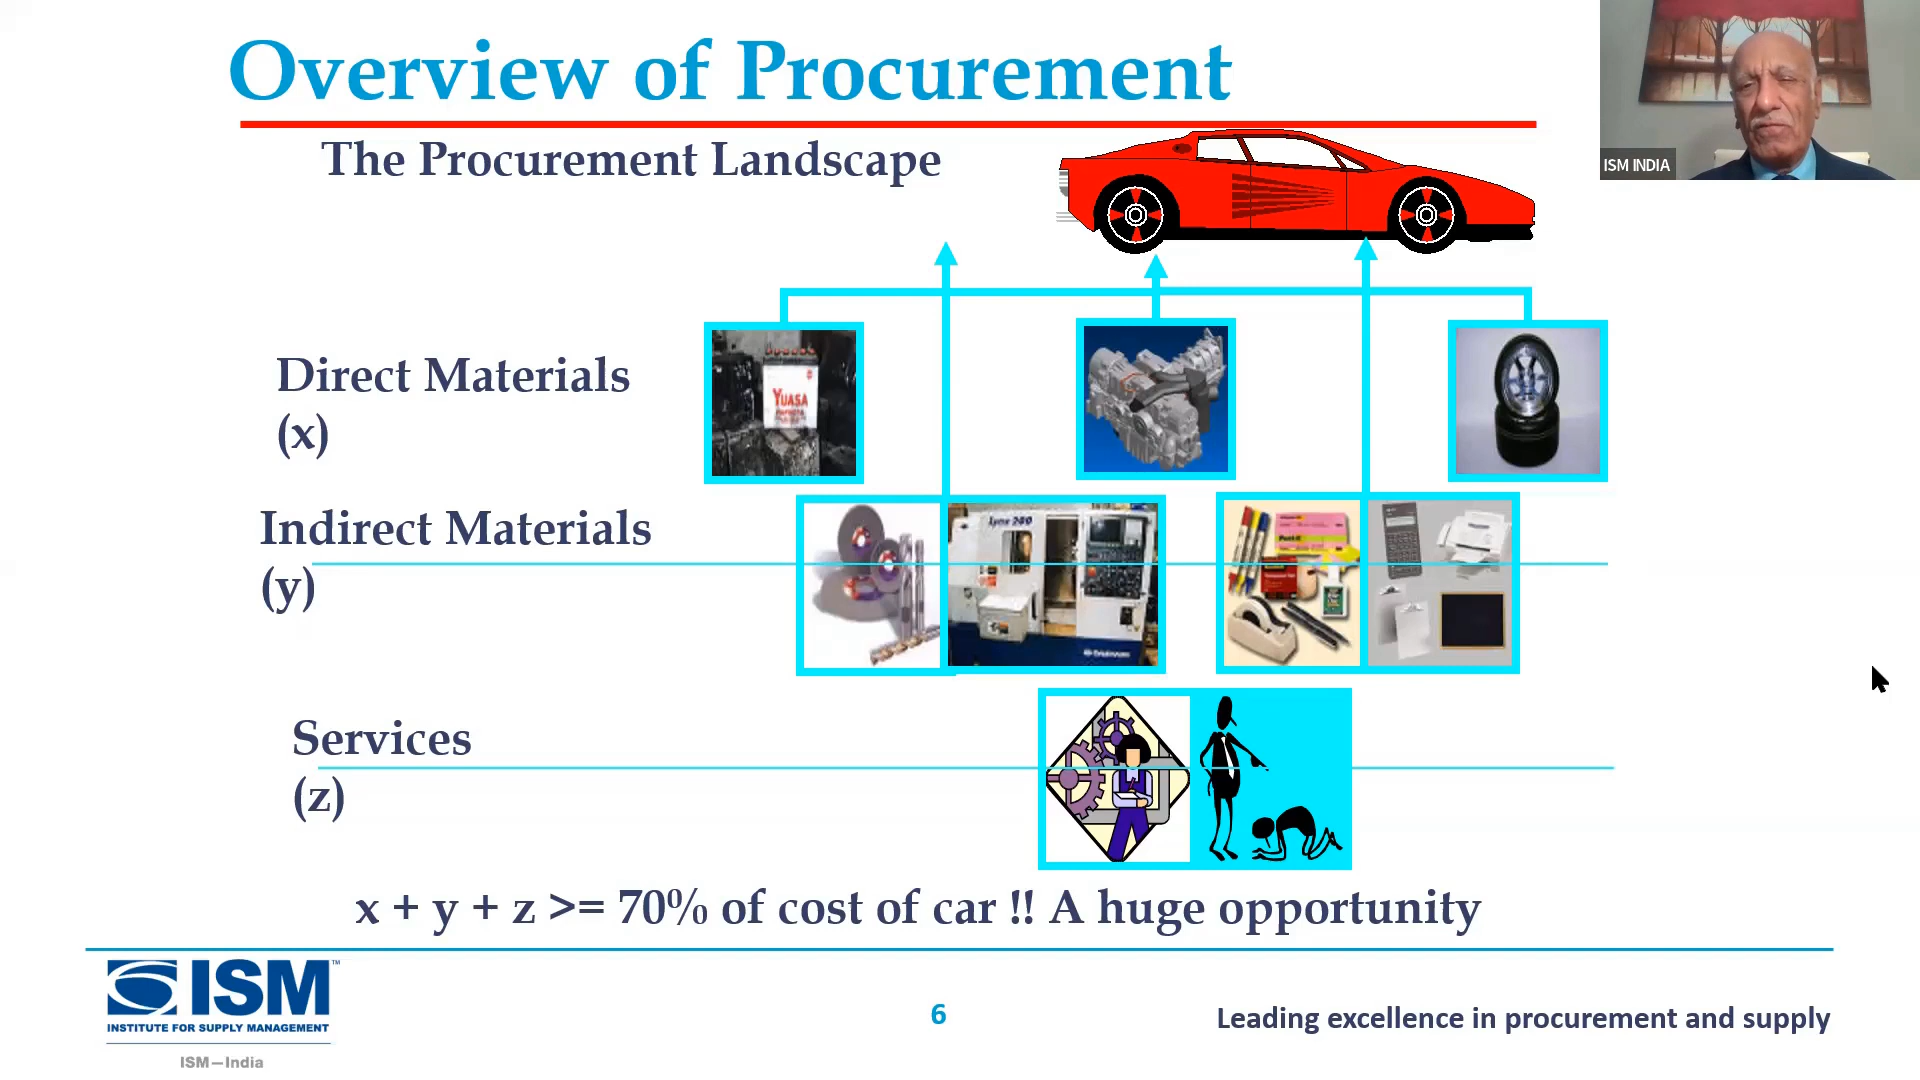 Overview of Procurement
The Procurement Landscape
ISM INDIA
Direct Materials
(x)
YUASA
Indirect Materials
(y)
Services
(z)
x + y + z >= 70% of cost of car !! A huge opportunity
ISM™
INSTITUTE FOR SUPPLY MANAGEMENT
ISM—India
6
Leading excellence in procurement and supply